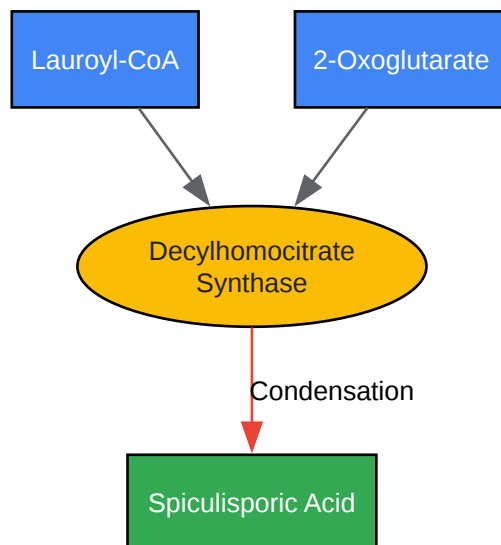 Lauroyl-CoA
2-Oxoglutarate
Decylhomocitrate
Synthase
Condensation
Spiculisporic Acid